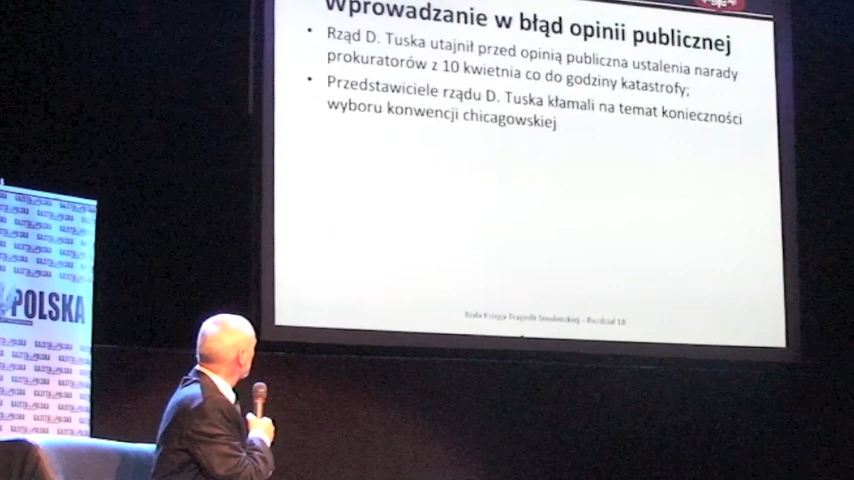 Wprowadzanie w błąd opinii publicznej
• Rząd D. Tuska utajnił przed opinią publiczna ustalenia narady
prokuratorów z 10 kwietnia co do godziny katastrofy;
• Przedstawiciele rządu D. Tuska kłamali na temat konieczności
wyboru konwencji chicagowskiej
Biała Księga Tragedii Smoleńskiej – Rozdział 18
POLSKA